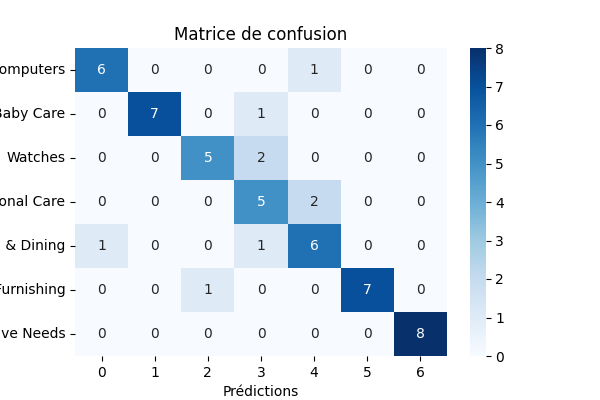 Matrice de confusion
omputers 6 0 0 0 1 0 0
Baby Care 0 7 0 1 0 0 0
Watches 0 0 5 2 0 0 0
onal Care 0 0 0 5 2 0 0
& Dining 1 0 0 1 6 0 0
Furnishing 0 0 1 0 0 7 0
ve Needs 0 0 0 0 0 0 8
0 1 2 3 4 5 6
Prédictions
8
7
6
5
4
3
2
1
0